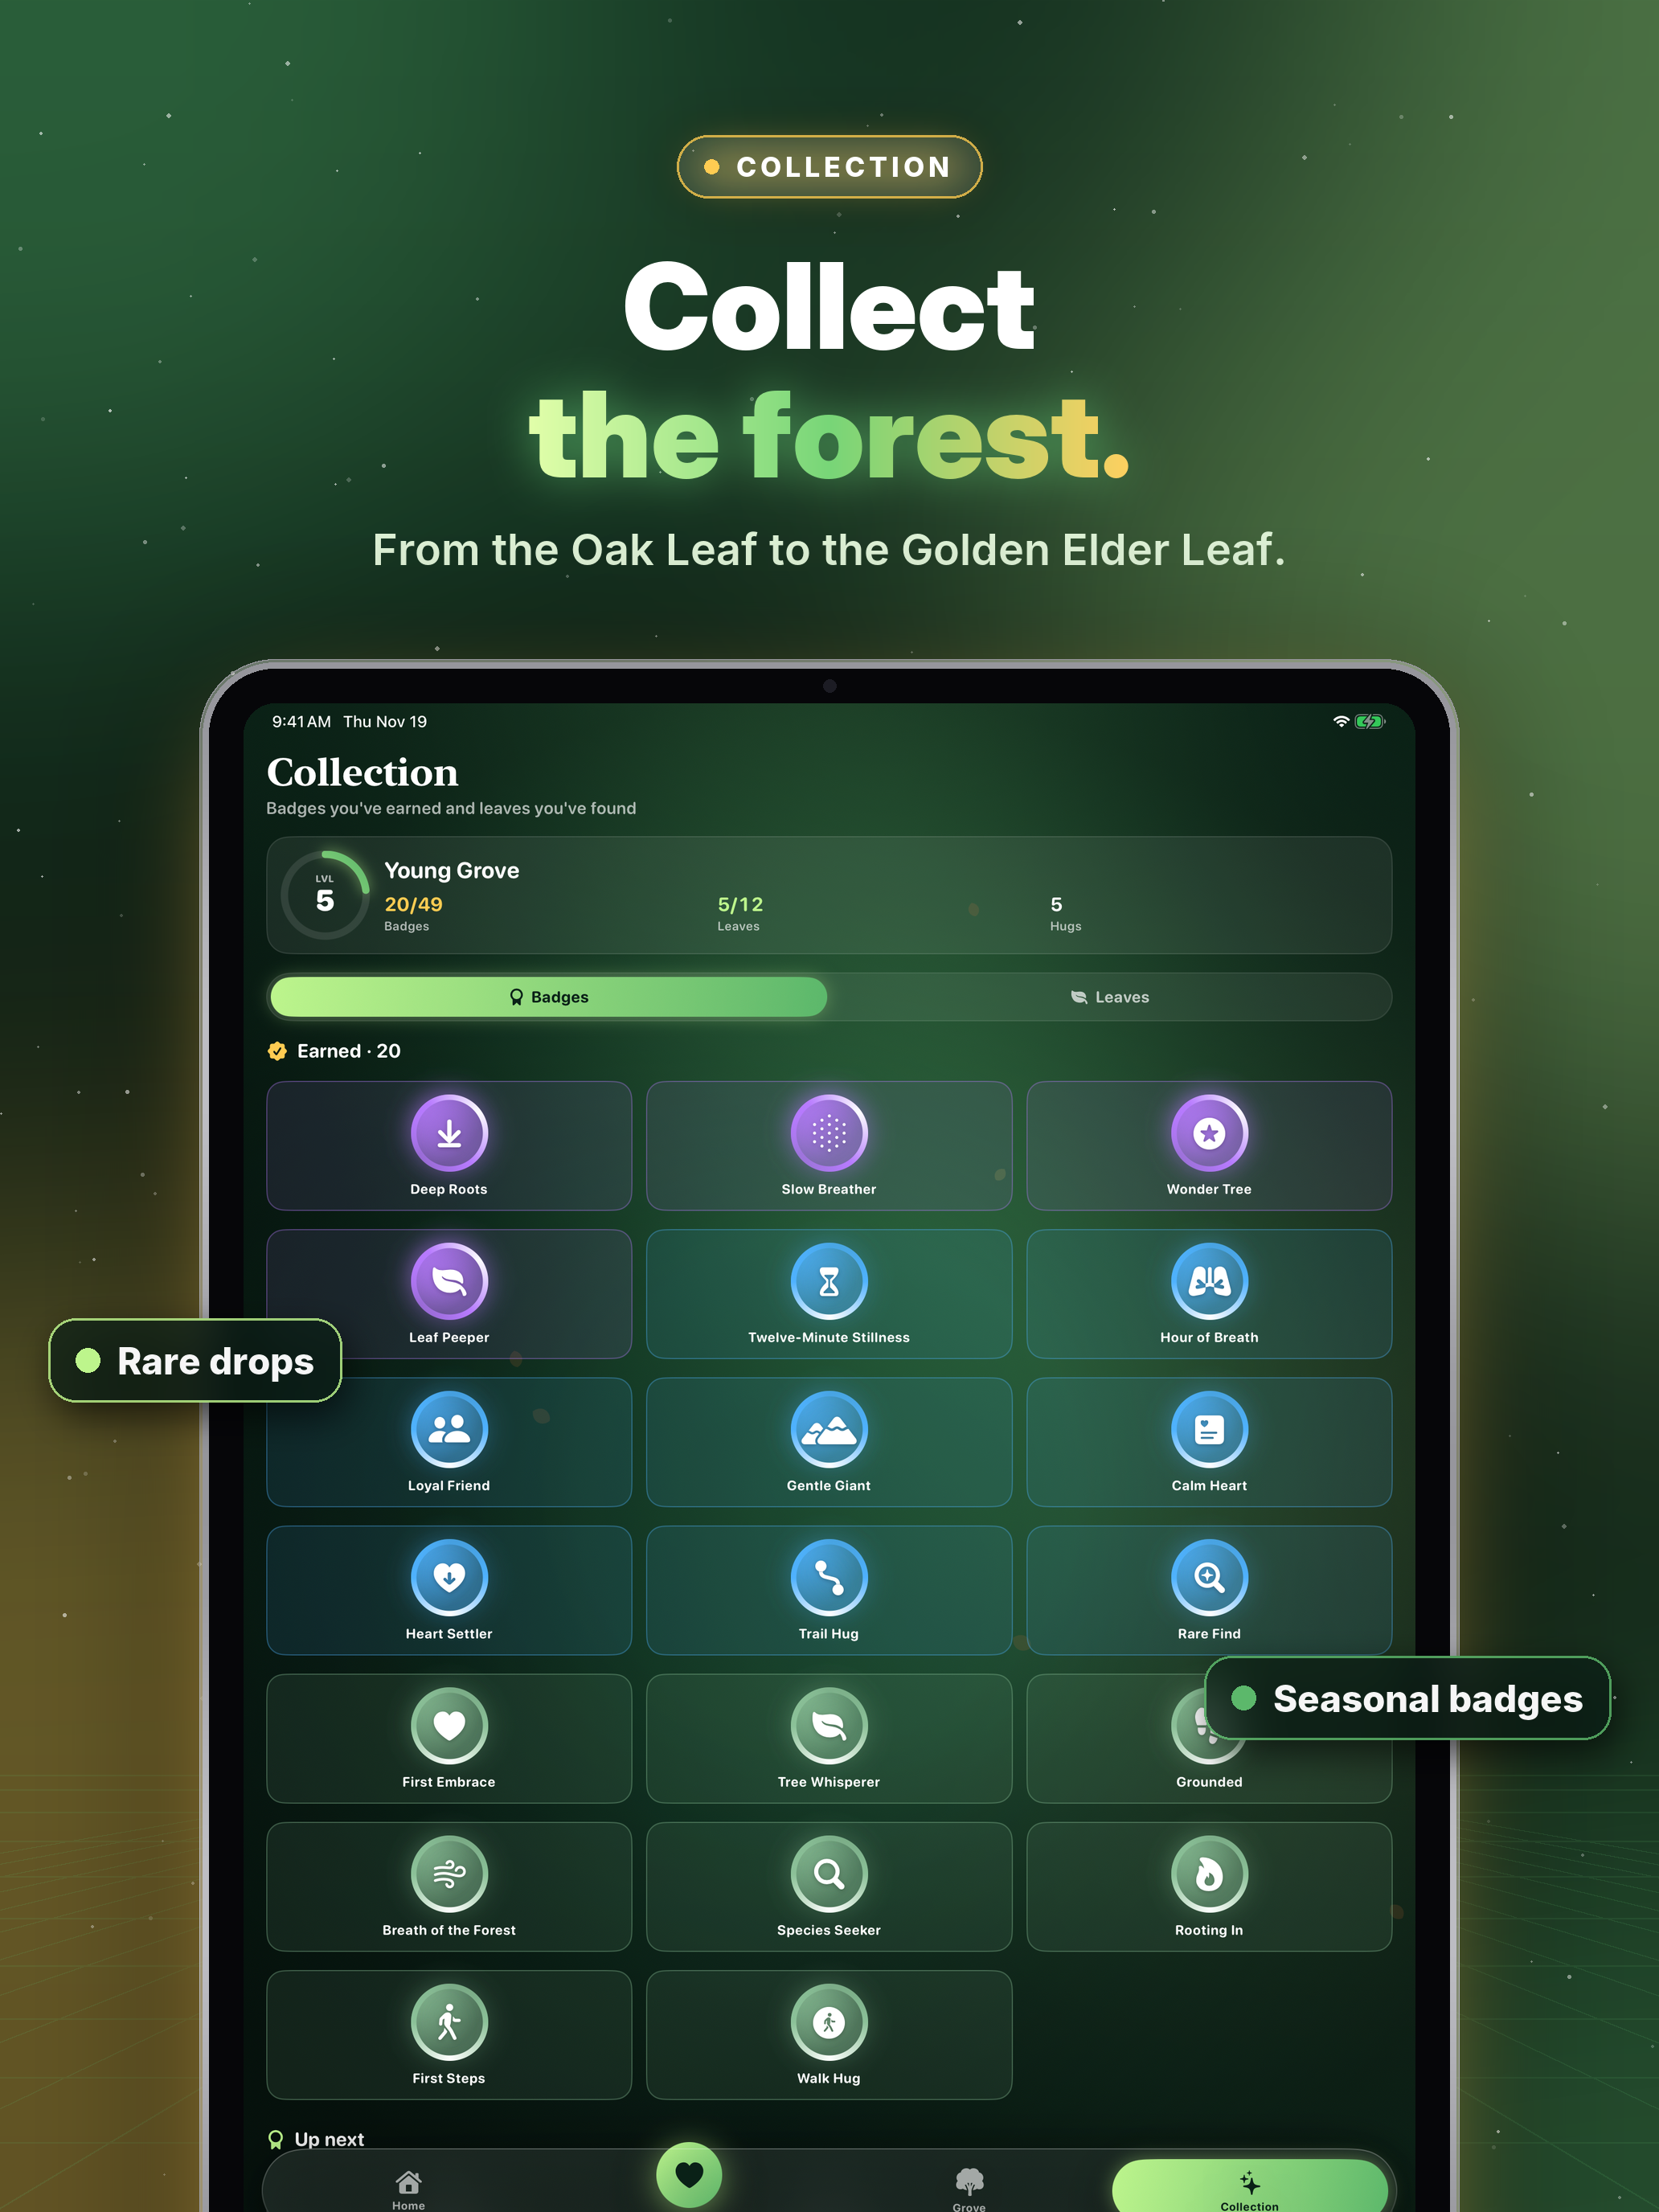 COLLECTION
Collect
the forest.
From the Oak Leaf to the Golden Elder Leaf.
9:41 AM Thu Nov 19
Collection
Badges you've earned and leaves you've found
LVL
5
Young Grove
20/49
Badges
5/12
Leaves
5
Hugs
Badges
Leaves
Earned · 20
Deep Roots
Slow Breather
Wonder Tree
Leaf Peeper
Twelve-Minute Stillness
Hour of Breath
Rare drops
Loyal Friend
Gentle Giant
Calm Heart
Heart Settler
Trail Hug
Rare Find
Seasonal badges
First Embrace
Tree Whisperer
Grounded
Breath of the Forest
Species Seeker
Rooting In
First Steps
Walk Hug
Up next
Home
Grove
Collection